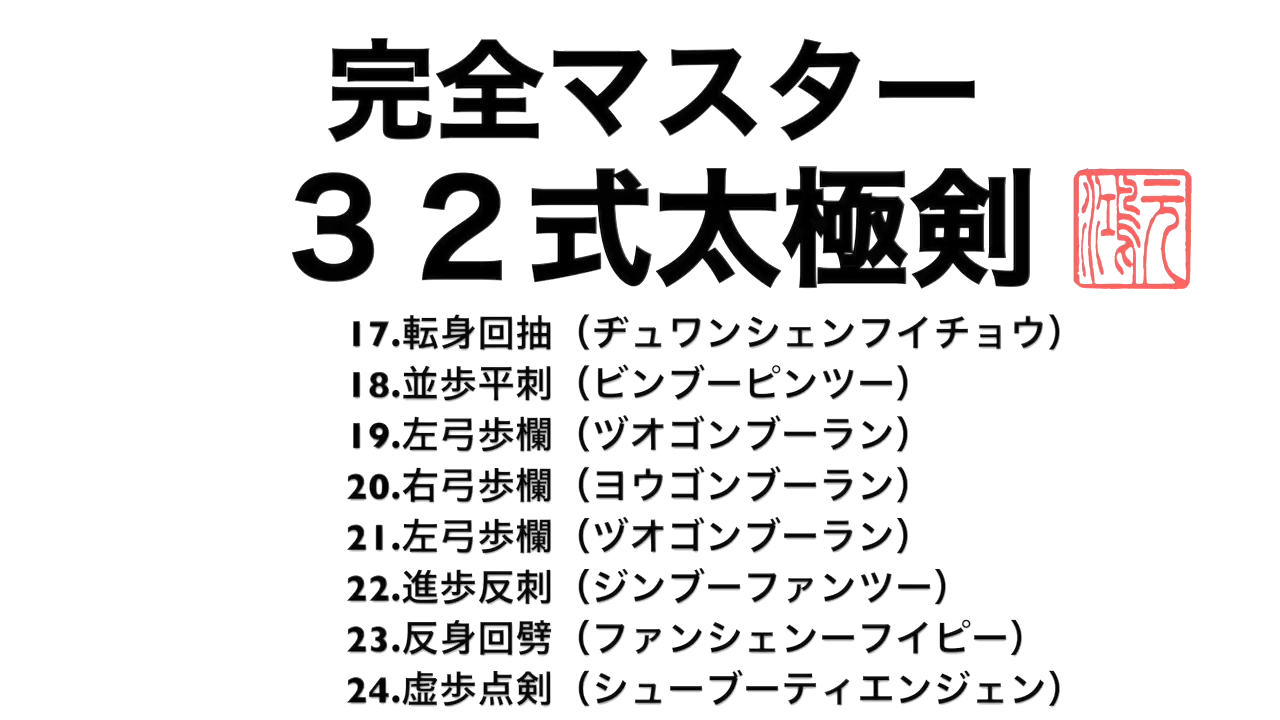 完全マスター
３２式太極剣
鴻元
17.転身回抽（ヂュワンシェンフイチョウ）
18.並歩平刺（ビンブーピンツー）
19.左弓歩欄（ヅオゴンブーラン）
20.右弓歩欄（ヨウゴンブーラン）
21.左弓歩欄（ヅオゴンブーラン）
22.進歩反刺（ジンブーファンツー）
23.反身回劈（ファンシェンーフイピー）
24.虚歩点剣（シューブーティエンジェン）